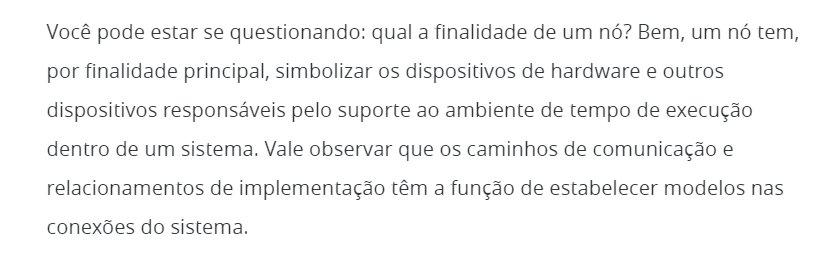 Você pode estar se questionando: qual a finalidade de um nó? Bem, um nó tem,
por finalidade principal, simbolizar os dispositivos de hardware e outros
dispositivos responsáveis pelo suporte ao ambiente de tempo de execução
dentro de um sistema. Vale observar que os caminhos de comunicação e
relacionamentos de implementação têm a função de estabelecer modelos nas
conexões do sistema.